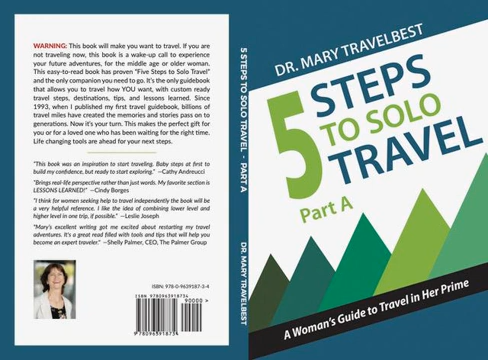 WARNING: This book will make you want to travel. If you are
not traveling now, this book is a wake-up call to experience
your future adventures, for the middle age or older woman.
This easy-to-read book has proven "Five Steps to Solo Travel"
and the only companion you need to go. It's the only guidebook
that allows you to travel how YOU want, with custom ready
travel steps, destinations, tips, and lessons learned. Since
1993, when I published my first travel guidebook, billions of
travel miles have created the memories and stories pass on to
generations. Now it's your turn. This makes the perfect gift for
you or for a loved one who has been waiting for the right time.
Life changing tools are ahead for your next steps.
"This book was an inspiration to start traveling. Baby steps at first to
build my confidence, but ready to start exploring." —Cathy Andreucci
"Brings real-life perspective rather than just words. My favorite section is
LESSONS LEARNED!" —Cindy Borges
"I think for women seeking help to travel independently the book will be
a very helpful reference. I like the idea of combining lower level and
higher level in one trip, if possible." —Leslie Joseph
"Mary's excellent writing got me excited about restarting my travel
adventures. It's a great read filled with tools and tips that will help you
become an expert traveler." —Shelly Palmer, CEO, The Palmer Group
ISBN: 978-0-9639187-3-4
ISBN 9780963918734
90000 >
9 780963 918734
5 STEPS TO SOLO TRAVEL - PART A
DR. MARY TRAVELBEST
DR. MARY TRAVELBEST
5 STEPS
TO SOLO
TRAVEL
Part A
A Woman's Guide to Travel in Her Prime